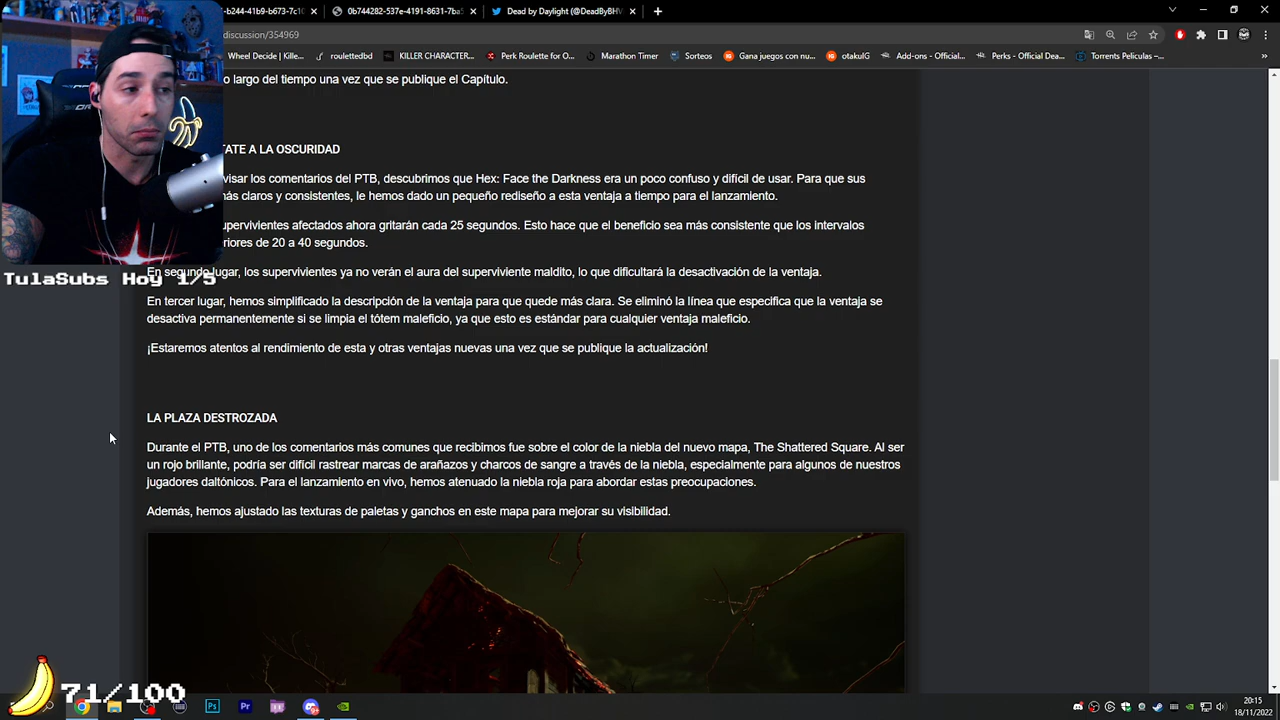 -b244-41b9-b673-7c1
0b744282-537e-4191-8631-7ba
Dead by Daylight (@DeadByBHV
discussion/354969
Wheel Decide | Kille...
roulettedbd
KILLER CHARACTER...
Perk Roulette for O...
Marathon Timer
Sorteos
Gana juegos con nu...
otakulG
Add-ons - Official...
Perks - Official Dea...
Torrents Peliculas –...
o largo del tiempo una vez que se publique el Capítulo.
TATE A LA OSCURIDAD
visar los comentarios del PTB, descubrimos que Hex: Face the Darkness era un poco confuso y difícil de usar. Para que sus
más claros y consistentes, le hemos dado un pequeño rediseño a esta ventaja a tiempo para el lanzamiento.
upervivientes afectados ahora gritarán cada 25 segundos. Esto hace que el beneficio sea más consistente que los intervalos
riores de 20 a 40 segundos.
En segundo lugar, los supervivientes ya no verán el aura del superviviente maldito, lo que dificultará la desactivación de la ventaja.
TulaSubs Hoy 1/5
En tercer lugar, hemos simplificado la descripción de la ventaja para que quede más clara. Se eliminó la línea que especifica que la ventaja se
desactiva permanentemente si se limpia el tótem maleficio, ya que esto es estándar para cualquier ventaja maleficio.
¡Estaremos atentos al rendimiento de esta y otras ventajas nuevas una vez que se publique la actualización!
LA PLAZA DESTROZADA
Durante el PTB, uno de los comentarios más comunes que recibimos fue sobre el color de la niebla del nuevo mapa, The Shattered Square. Al ser
un rojo brillante, podría ser difícil rastrear marcas de arañazos y charcos de sangre a través de la niebla, especialmente para algunos de nuestros
jugadores daltónicos. Para el lanzamiento en vivo, hemos atenuado la niebla roja para abordar estas preocupaciones.
Además, hemos ajustado las texturas de paletas y ganchos en este mapa para mejorar su visibilidad.
71/100
Ps
Pr
20:15
18/11/2022